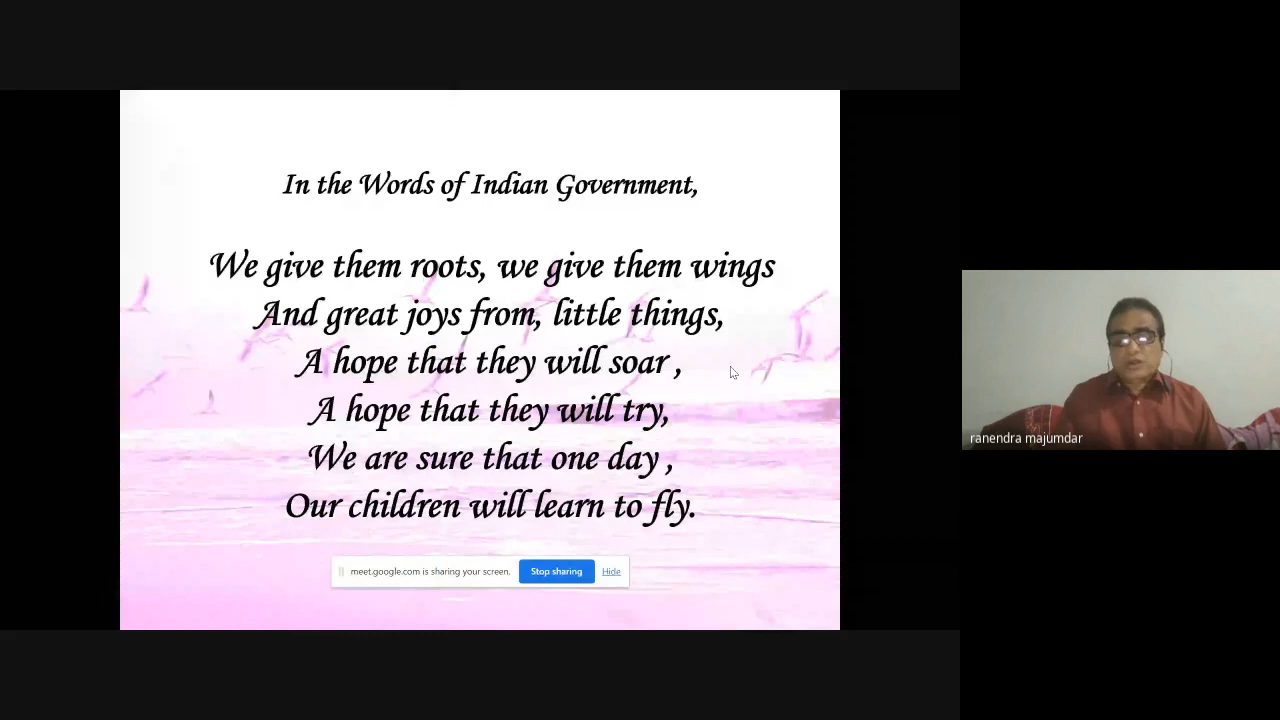 In the Words of Indian Government,
We give them roots, we give them wings
And great joys from, little things,
A hope that they will soar ,
A hope that they will try,
We are sure that one day ,
Our children will learn to fly.
meet.google.com is sharing your screen. Stop sharing Hide
ranendra majumdar